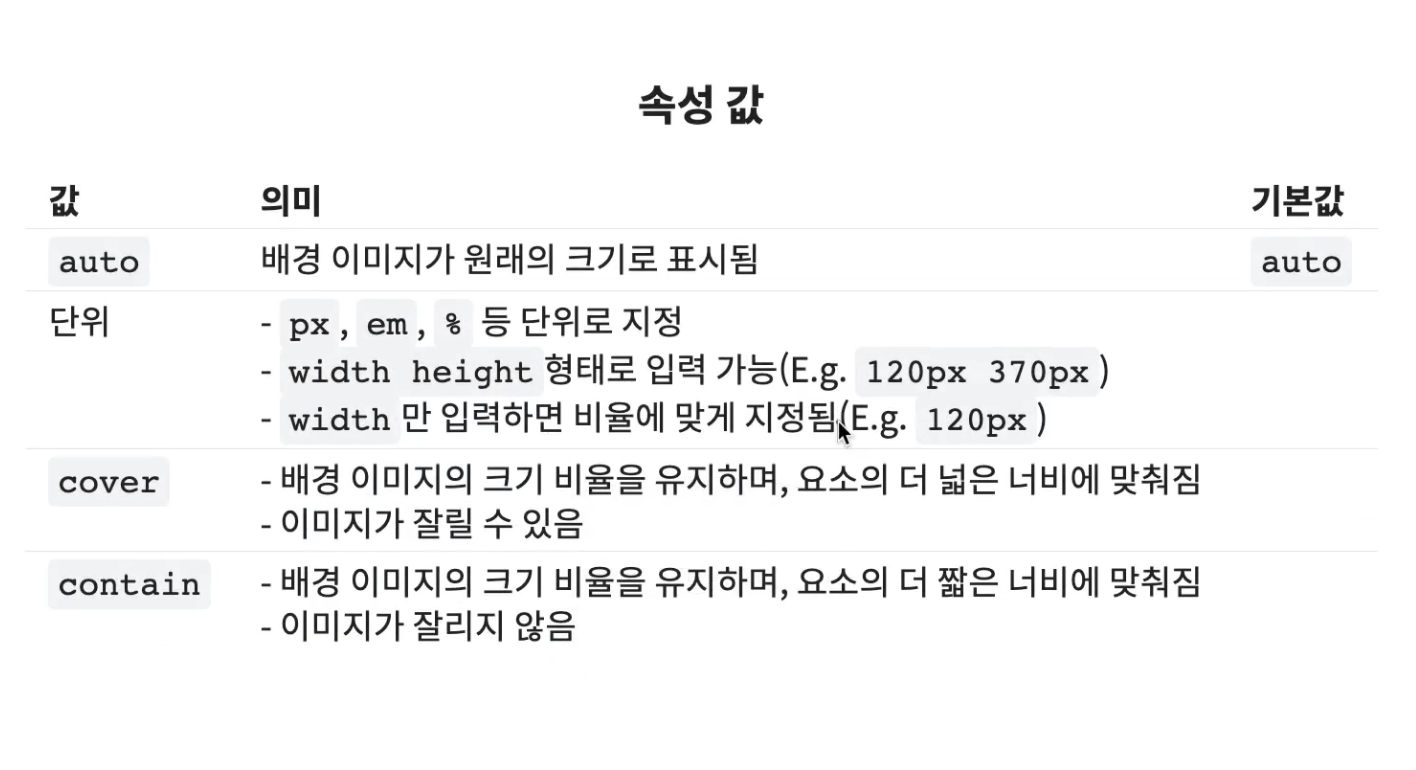 속성 값
값 의미 기본값
auto 배경 이미지가 원래의 크기로 표시됨 auto
단위 - px, em, % 등 단위로 지정
- width height 형태로 입력 가능(E.g. 120px 370px)
- width만 입력하면 비율에 맞게 지정됨(E.g. 120px)
cover - 배경 이미지의 크기 비율을 유지하며, 요소의 더 넓은 너비에 맞춰짐
- 이미지가 잘릴 수 있음
contain - 배경 이미지의 크기 비율을 유지하며, 요소의 더 짧은 너비에 맞춰짐
- 이미지가 잘리지 않음